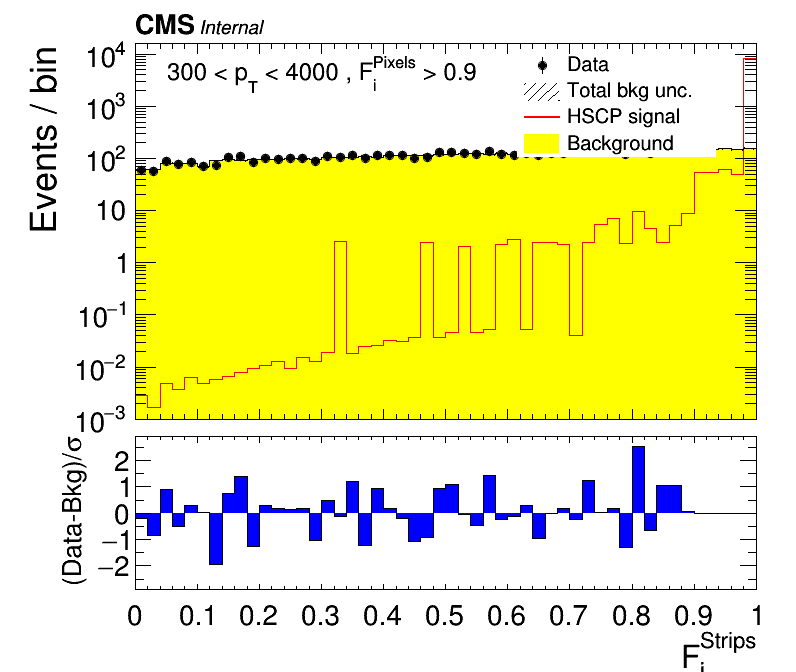 CMS Internal
300 < p_T < 4000 , F_i^Pixels > 0.9
Data
Total bkg unc.
HSCP signal
Background
Events / bin
10^4
10^3
10^2
10
1
10^−1
10^−2
10^−3
(Data-Bkg)/σ
2
1
0
−1
−2
0 0.1 0.2 0.3 0.4 0.5 0.6 0.7 0.8 0.9 1
F_i^Strips